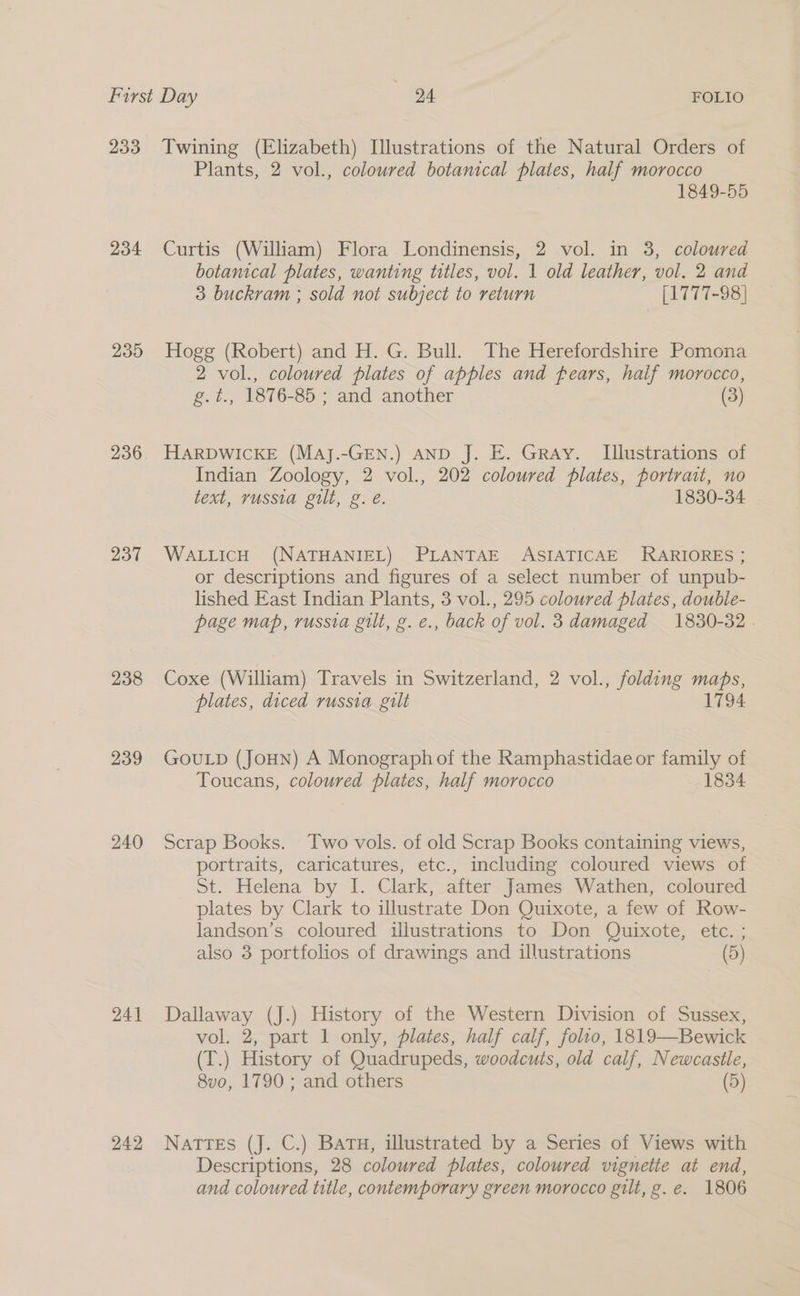 First Day 24 FOLIO
233 Twining (Elizabeth) Illustrations of the Natural Orders of
Plants, 2 vol., coloured botanical plates, half morocco
1849-55
234 Curtis (William) Flora Londinensis, 2 vol. in 3, coloured
botanical plates, wanting titles, vol. 1 old leather, vol. 2 and
3 buckram ; sold not subject to return [1777-98]
235 Hogg (Robert) and H. G. Bull. The Herefordshire Pomona
2 vol., coloured plates of apples and pears, half morocco,
g. t., 1876-85 ; and another (3)
236 HARDWICKE (MAJ.-GEN.) AND J. E. GRAY. Illustrations of
Indian Zoology, 2 vol., 202 coloured plates, portrait, no
text, russia gilt, g. e. 1830-34
237 WALLICH (NATHANIEL) PLANTAE ASIATICAE RARIORES ;
or descriptions and figures of a select number of unpub-
lished East Indian Plants, 3 vol., 295 coloured plates, double-
page map, russia gilt, g. e., back of vol. 3 damaged 1830-32
238 Coxe (William) Travels in Switzerland, 2 vol., folding maps,
plates, diced russia gilt 1794
239 GOULD (JOHN) A Monograph of the Ramphastidae or family of
Toucans, coloured plates, half morocco 1834
240 Scrap Books. Two vols. of old Scrap Books containing views,
portraits, caricatures, etc., including coloured views of
St. Helena by I. Clark, after James Wathen, coloured
plates by Clark to illustrate Don Quixote, a few of Row-
landson's coloured illustrations to Don Quixote, etc. ;
also 3 portfolios of drawings and illustrations (5)
241 Dallaway (J.) History of the Western Division of Sussex,
vol. 2, part 1 only, plates, half calf, folio, 1819—Bewick
(T.) History of Quadrupeds, woodcuts, old calf, Newcastle,
8vo, 1790 ; and others (5)
242 NATTES (J. C.) BATH, illustrated by a Series of Views with
Descriptions, 28 coloured plates, coloured vignette at end,
and coloured title, contemporary green morocco gilt, g. e. 1806